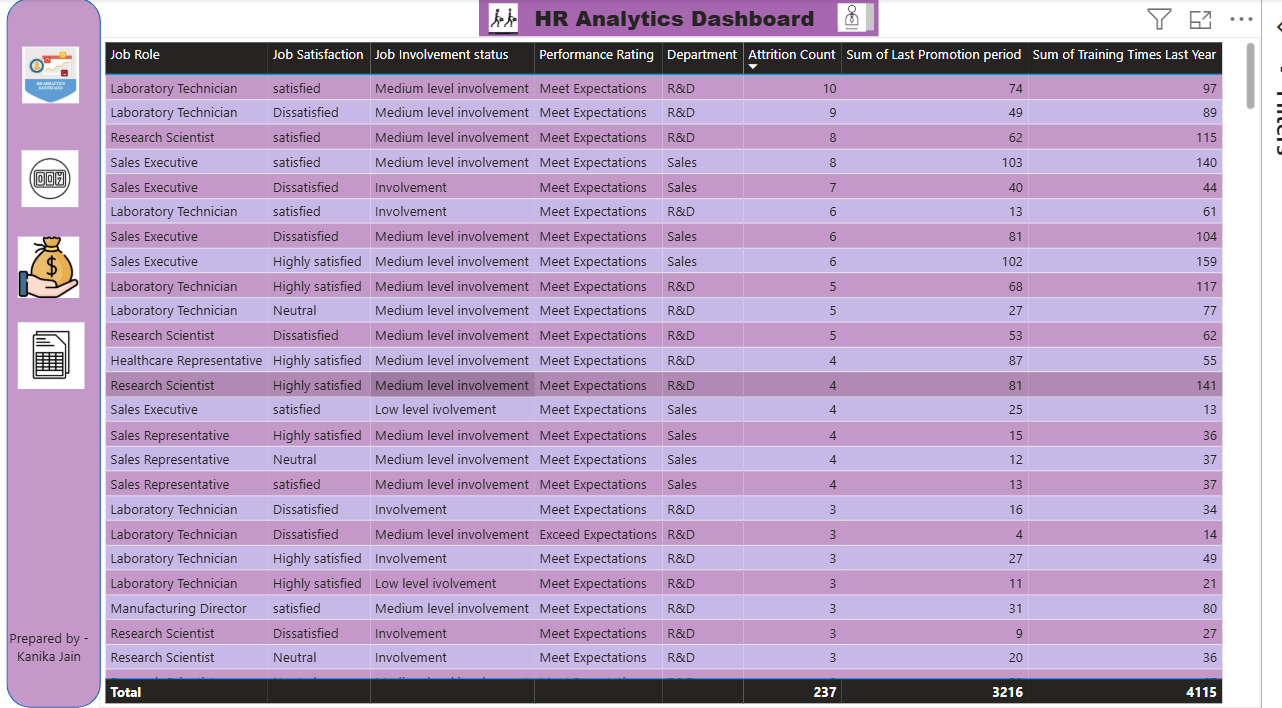 HR Analytics Dashboard
HR ANALYTICS
DASHBOARD
Job Role Job Satisfaction Job Involvement status Performance Rating Department Attrition Count Sum of Last Promotion period Sum of Training Times Last Year
Laboratory Technician satisfied Medium level involvement Meet Expectations R&D 10 74 97
Laboratory Technician Dissatisfied Medium level involvement Meet Expectations R&D 9 49 89
Research Scientist satisfied Medium level involvement Meet Expectations R&D 8 62 115
Sales Executive satisfied Medium level involvement Meet Expectations Sales 8 103 140
Sales Executive Dissatisfied Involvement Meet Expectations Sales 7 40 44
Laboratory Technician satisfied Involvement Meet Expectations R&D 6 13 61
Sales Executive Dissatisfied Medium level involvement Meet Expectations Sales 6 81 104
Sales Executive Highly satisfied Medium level involvement Meet Expectations Sales 6 102 159
Laboratory Technician Highly satisfied Medium level involvement Meet Expectations R&D 5 68 117
Laboratory Technician Neutral Medium level involvement Meet Expectations R&D 5 27 77
Research Scientist Dissatisfied Medium level involvement Meet Expectations R&D 5 53 62
Healthcare Representative Highly satisfied Medium level involvement Meet Expectations R&D 4 87 55
Research Scientist Highly satisfied Medium level involvement Meet Expectations R&D 4 81 141
Sales Executive satisfied Low level ivolvement Meet Expectations Sales 4 25 13
Sales Representative Highly satisfied Medium level involvement Meet Expectations Sales 4 15 36
Sales Representative Neutral Medium level involvement Meet Expectations Sales 4 12 37
Sales Representative satisfied Medium level involvement Meet Expectations Sales 4 13 37
Laboratory Technician Dissatisfied Involvement Meet Expectations R&D 3 16 34
Laboratory Technician Dissatisfied Medium level involvement Exceed Expectations R&D 3 4 14
Laboratory Technician Highly satisfied Involvement Meet Expectations R&D 3 27 49
Laboratory Technician Highly satisfied Low level ivolvement Meet Expectations R&D 3 11 21
Manufacturing Director satisfied Medium level involvement Meet Expectations R&D 3 31 80
Research Scientist Dissatisfied Involvement Meet Expectations R&D 3 9 27
Research Scientist Neutral Involvement Meet Expectations R&D 3 20 36
Total 237 3216 4115
Prepared by -
Kanika Jain